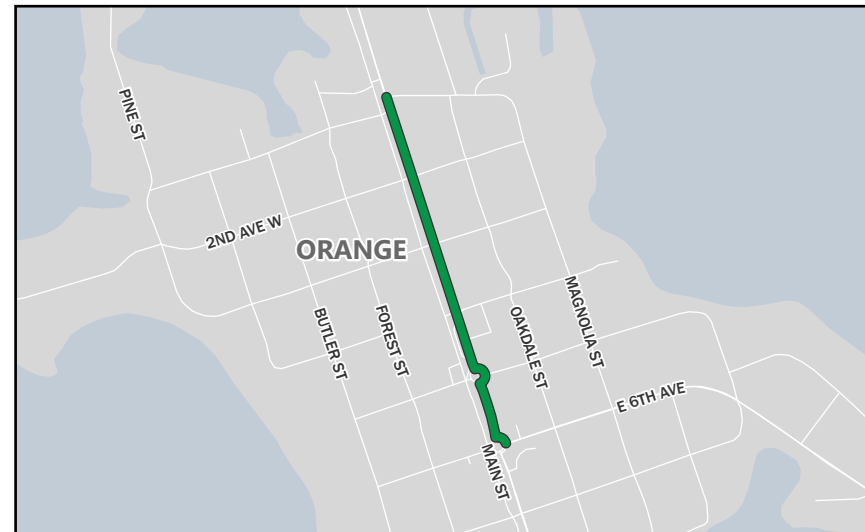 PINE ST
2ND AVE W
ORANGE
BUTLER ST
FOREST ST
OAKDALE ST
MAGNOLIA ST
E 6TH AVE
MAIN ST